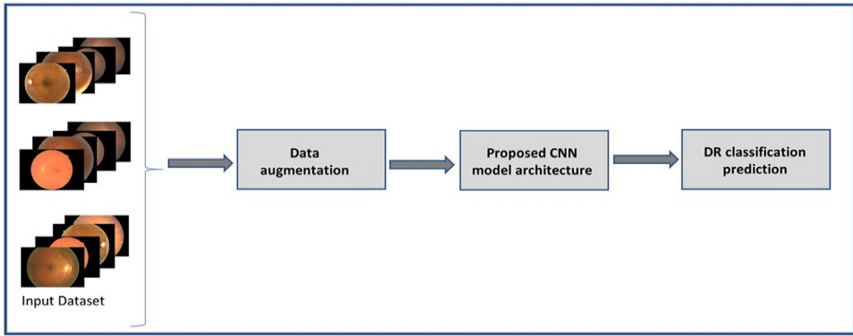 Data
augmentation
Proposed CNN
model architecture
DR classification
prediction
Input Dataset